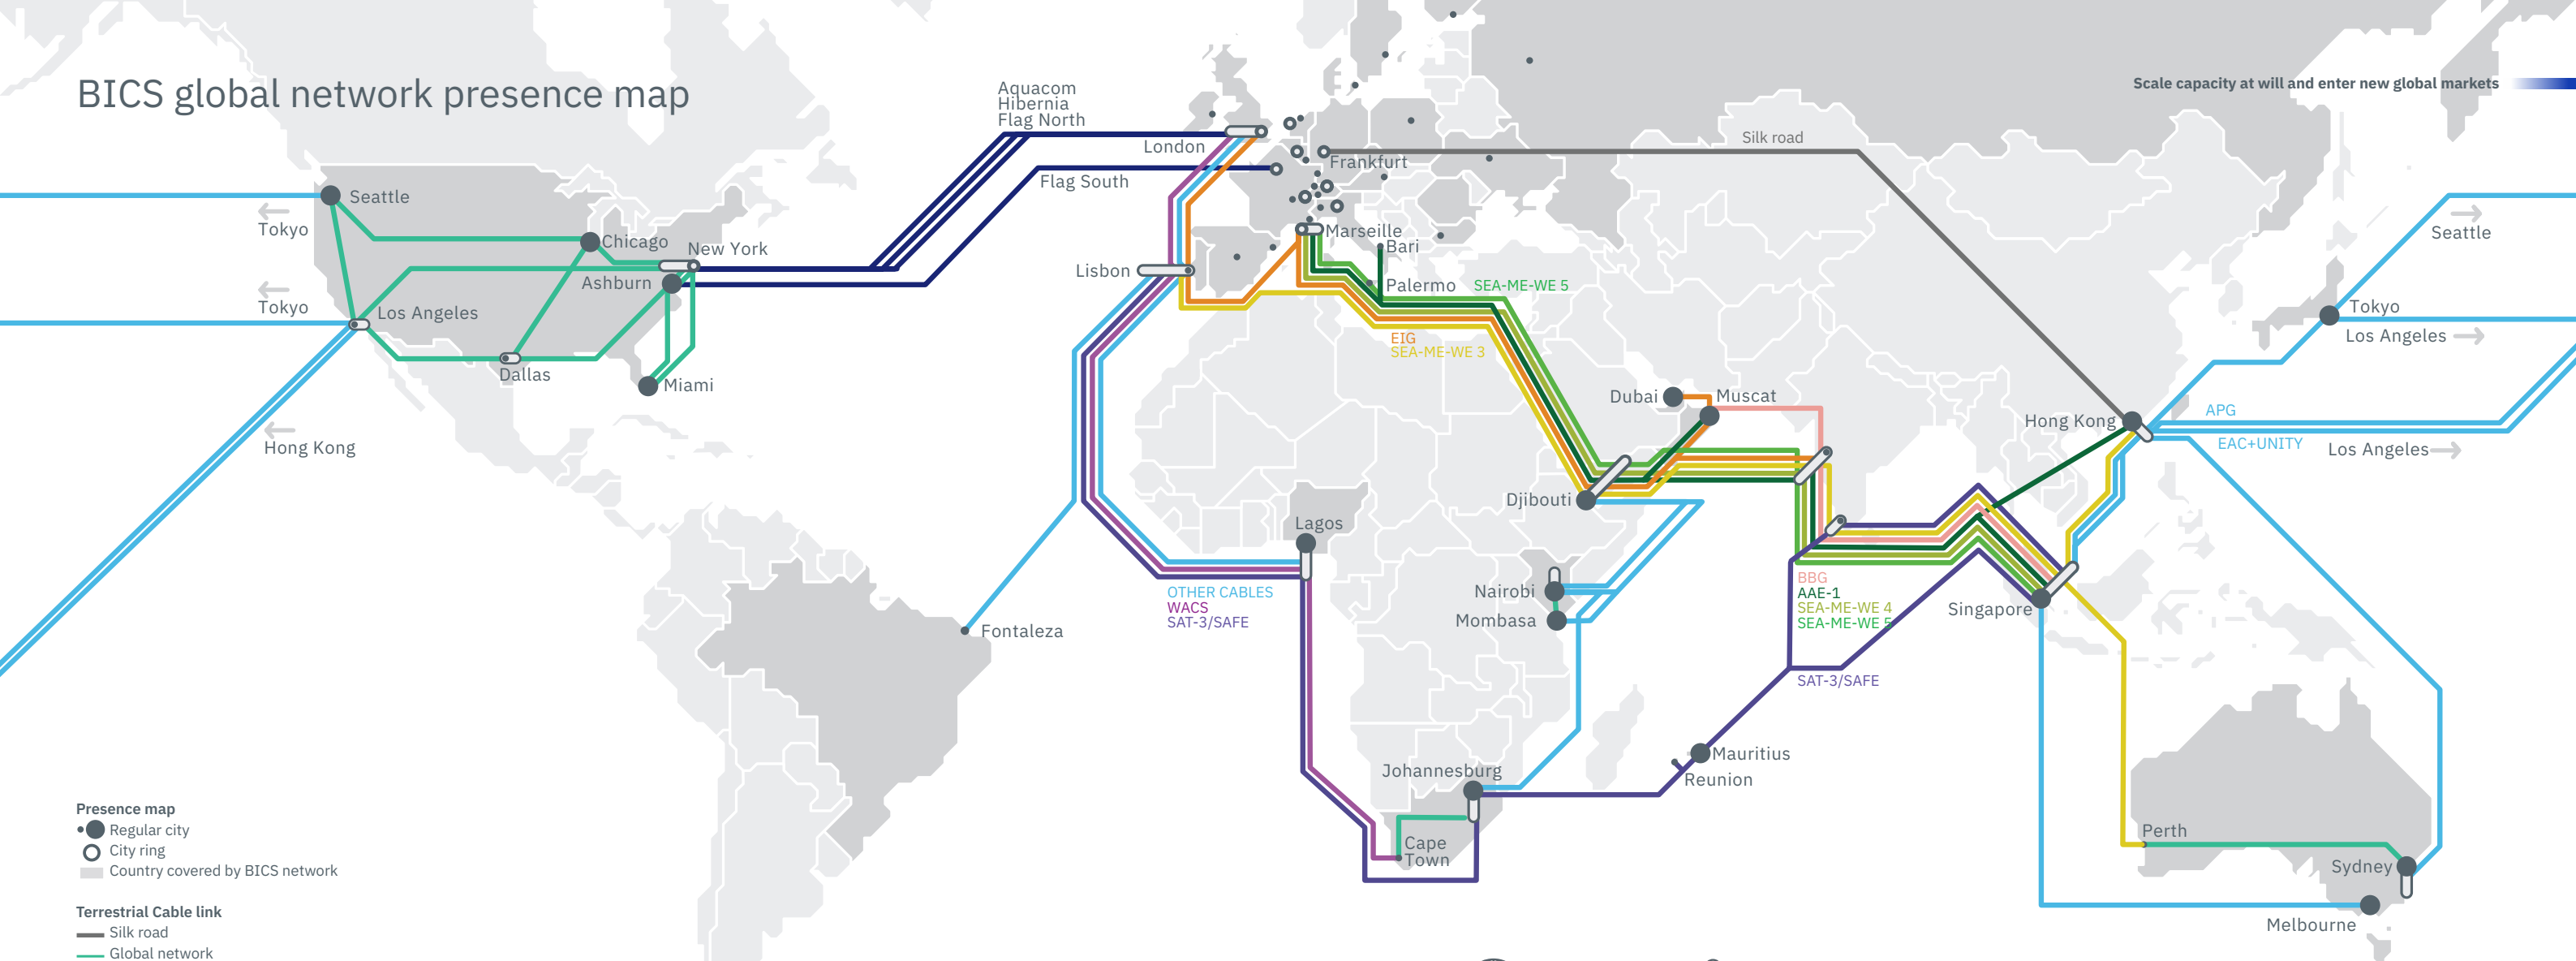 BICS global network presence map
Scale capacity at will and enter new global markets
Aquacom
Hibernia
Flag North
London
Flag South
Frankfurt
Silk road
Seattle
Tokyo
Chicago
New York
Ashburn
Tokyo
Los Angeles
Dallas
Miami
Hong Kong
Lisbon
Marseille
Bari
Palermo
SEA-ME-WE 5
EIG
SEA-ME-WE 3
Seattle
Tokyo
Los Angeles
Dubai
Muscat
Hong Kong
APG
EAC+UNITY
Los Angeles
Djibouti
Lagos
Nairobi
Mombasa
OTHER CABLES
WACS
SAT-3/SAFE
BBG
AAE-1
SEA-ME-WE 4
SEA-ME-WE 5
Singapore
Fontaleza
SAT-3/SAFE
Mauritius
Reunion
Johannesburg
Cape
Town
Perth
Sydney
Melbourne
Presence map
Regular city
City ring
Country covered by BICS network
Terrestrial Cable link
Silk road
Global network